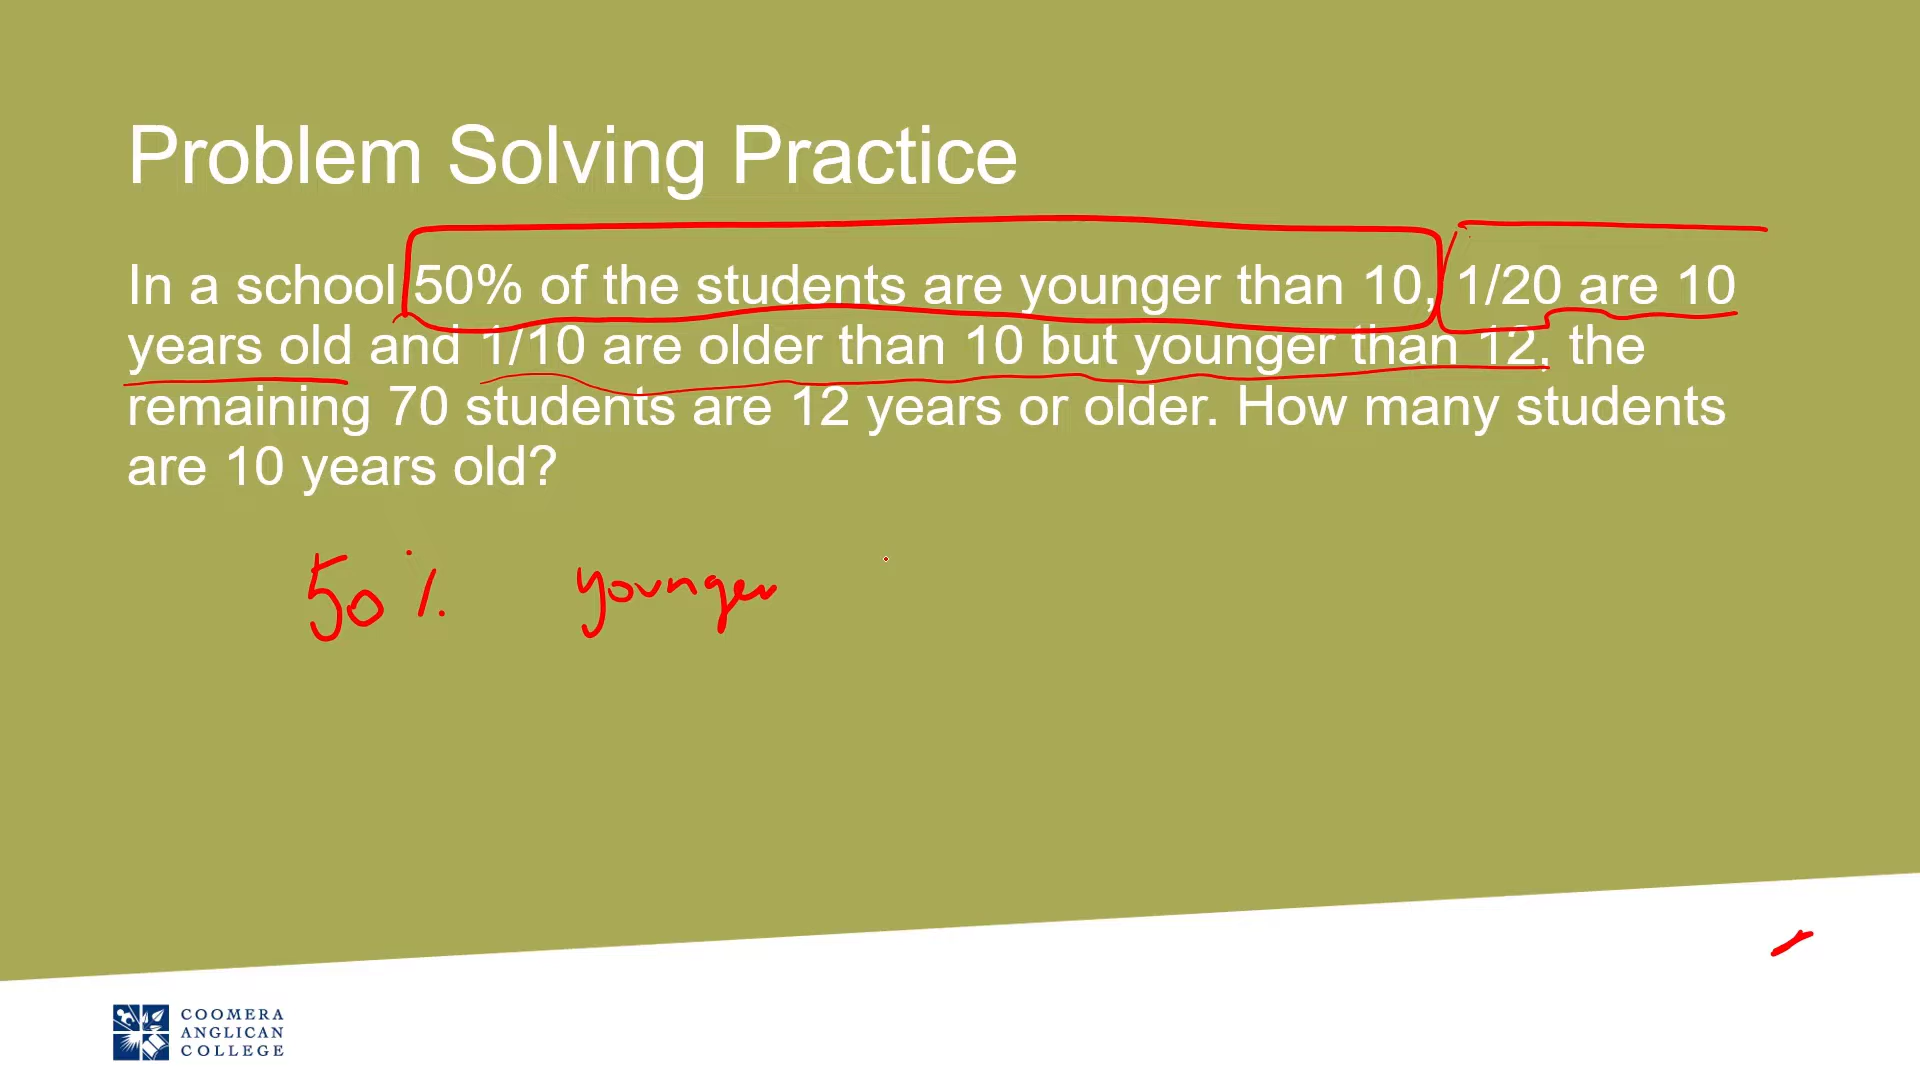 Problem Solving Practice
In a school 50% of the students are younger than 10, 1/20 are 10
years old and 1/10 are older than 10 but younger than 12, the
remaining 70 students are 12 years or older. How many students
are 10 years old?
50% younger
COOMERA
ANGLICAN
COLLEGE